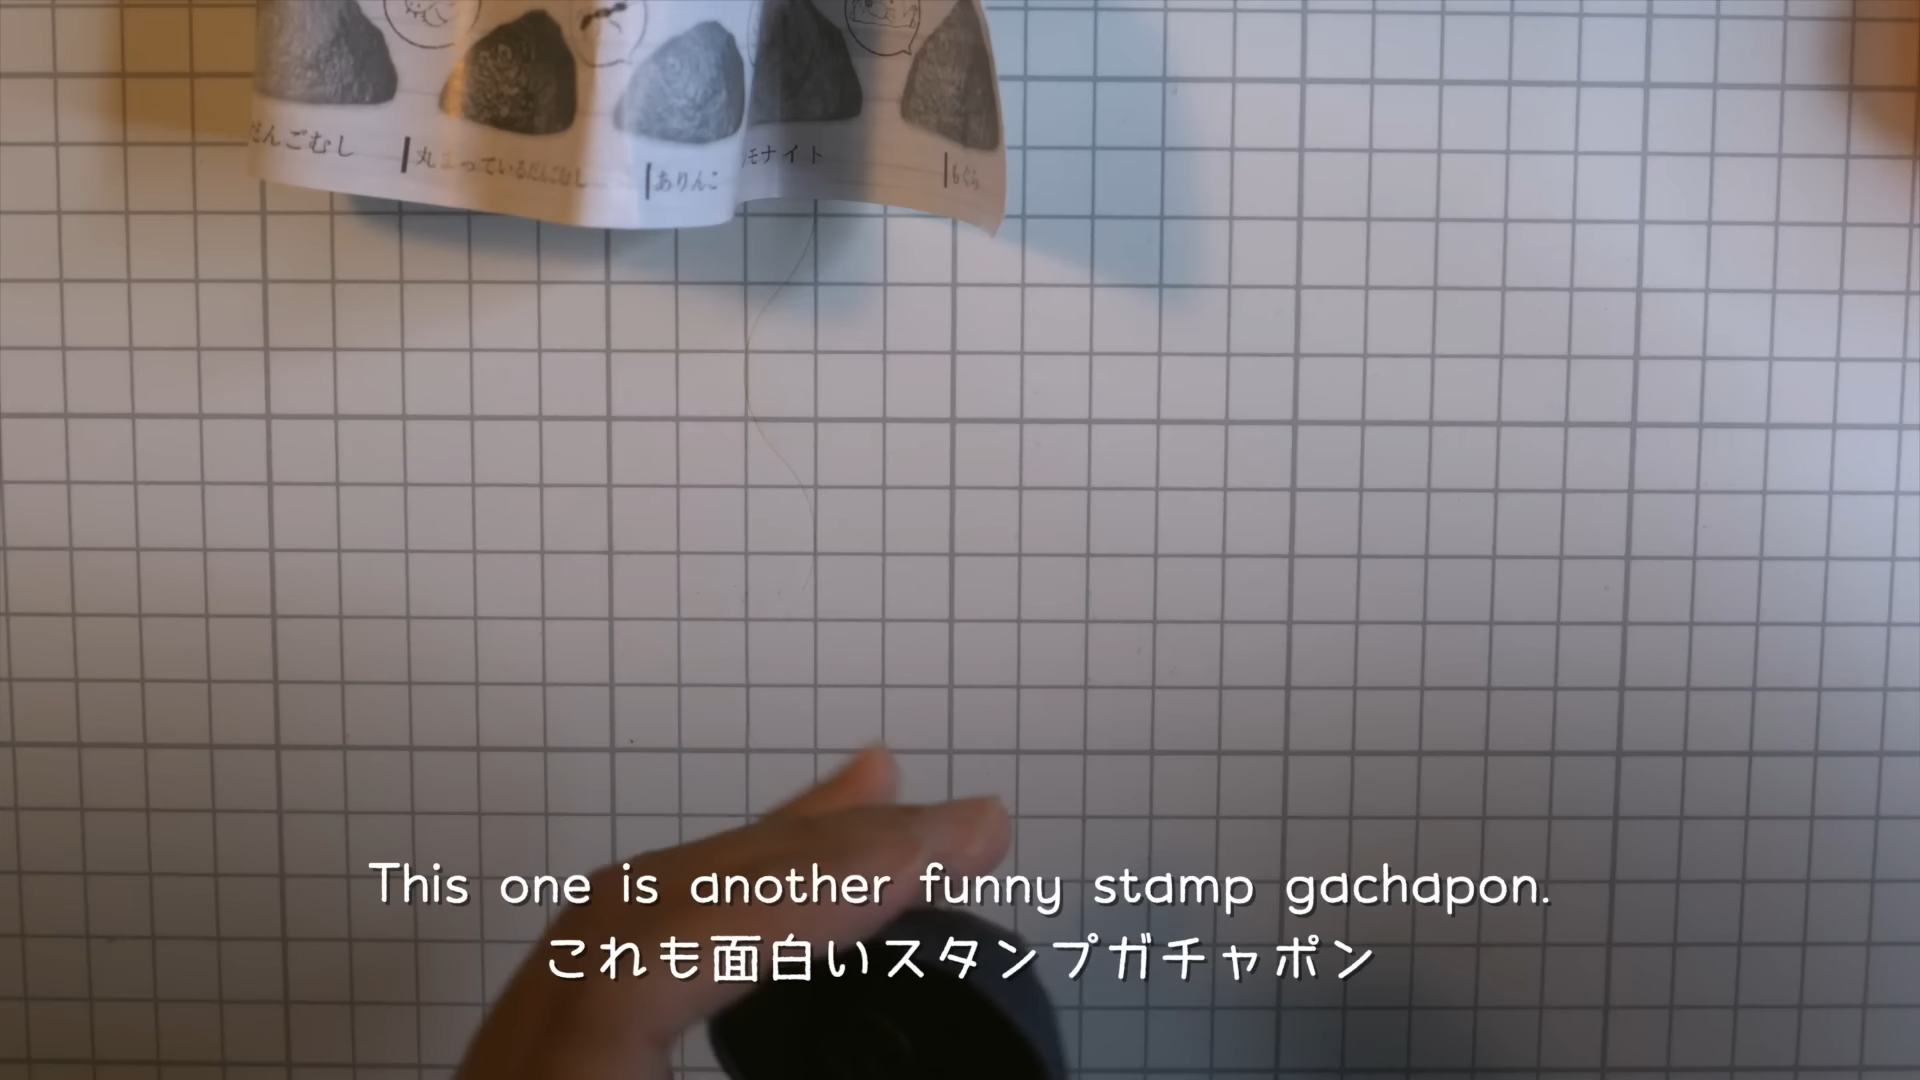 だんごむし
丸まっているだんごむし
ありんこ
モナイト
もぐら
This one is another funny stamp gachapon.
これも面白いスタンプガチャポン